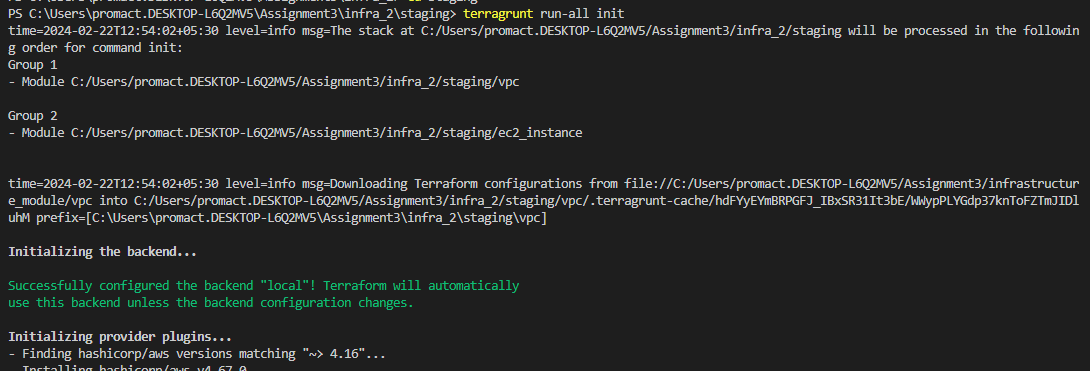 PS C:\Users\promact.DESKTOP-L6Q2MV5\Assignment3\infra_2\staging> terragrunt run-all init
time=2024-02-22T12:54:02+05:30 level=info msg=The stack at C:/Users/promact.DESKTOP-L6Q2MV5/Assignment3/infra_2/staging will be processed in the followin
g order for command init:
Group 1
- Module C:/Users/promact.DESKTOP-L6Q2MV5/Assignment3/infra_2/staging/vpc
Group 2
- Module C:/Users/promact.DESKTOP-L6Q2MV5/Assignment3/infra_2/staging/ec2_instance
time=2024-02-22T12:54:02+05:30 level=info msg=Downloading Terraform configurations from file://C:/Users/promact.DESKTOP-L6Q2MV5/Assignment3/infrastructur
e_module/vpc into C:/Users/promact.DESKTOP-L6Q2MV5/Assignment3/infra_2/staging/vpc/.terragrunt-cache/hdFYyEYmBRPGFJ_IBxSR31It3bE/WWypPLYGdp37knToFZTmJIDl
uhM prefix=[C:\Users\promact.DESKTOP-L6Q2MV5\Assignment3\infra_2\staging\vpc]
Initializing the backend...
Successfully configured the backend "local"! Terraform will automatically
use this backend unless the backend configuration changes.
Initializing provider plugins...
- Finding hashicorp/aws versions matching "~> 4.16"...
- Installing hashicorp/aws v4.67.0